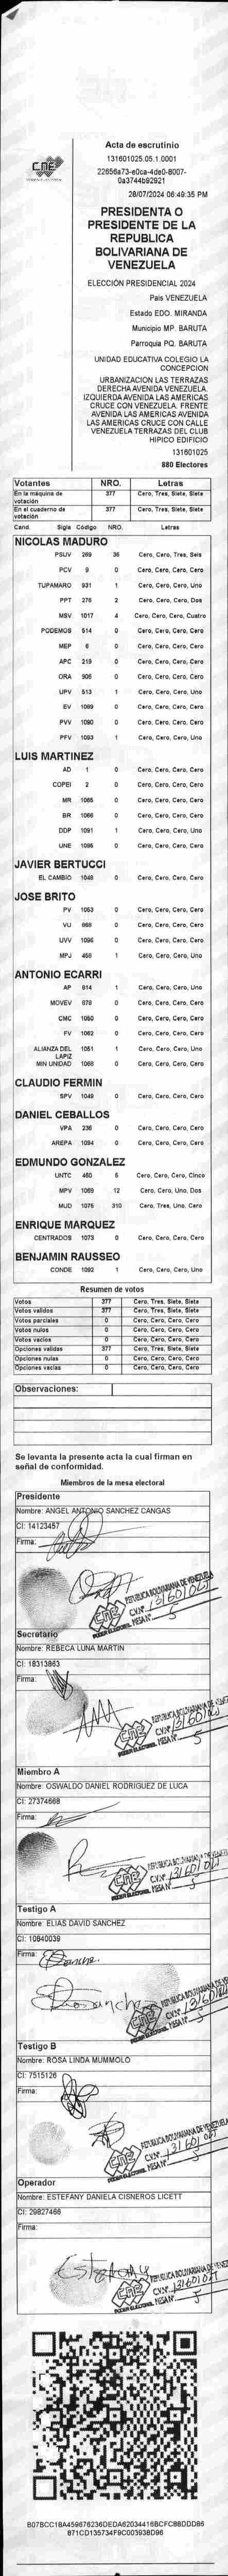 CNE
Acta de escrutinio
131601025.05.1.0001
22656a73-e0ca-4de0-8007-
0a3744b92921
28/07/2024 06:49:35 PM
PRESIDENTA O
PRESIDENTE DE LA
REPUBLICA
BOLIVARIANA DE
VENEZUELA
ELECCIÓN PRESIDENCIAL 2024
País VENEZUELA
Estado EDO. MIRANDA
Municipio MP. BARUTA
Parroquia PQ. BARUTA
UNIDAD EDUCATIVA COLEGIO LA
CONCEPCION
URBANIZACION LAS TERRAZAS
DERECHA AVENIDA VENEZUELA.
IZQUIERDA AVENIDA LAS AMERICAS
CRUCE CON VENEZUELA. FRENTE
AVENIDA LAS AMERICAS AVENIDA
LAS AMERICAS CRUCE CON CALLE
VENEZUELA TERRAZAS DEL CLUB
HIPICO EDIFICIO
131601025
880 Electores
Votantes NRO. Letras
En la máquina de votación 377 Cero, Tres, Siete, Siete
En el cuaderno de votación 377 Cero, Tres, Siete, Siete
Cand. Sigla Código NRO. Letras
NICOLAS MADURO
PSUV 269 36 Cero, Cero, Tres, Seis
PCV 9 0 Cero, Cero, Cero, Cero
TUPAMARO 931 1 Cero, Cero, Cero, Uno
PPT 276 2 Cero, Cero, Cero, Dos
MSV 1017 4 Cero, Cero, Cero, Cuatro
PODEMOS 514 0 Cero, Cero, Cero, Cero
MEP 6 0 Cero, Cero, Cero, Cero
APC 219 0 Cero, Cero, Cero, Cero
ORA 906 0 Cero, Cero, Cero, Cero
UPV 513 1 Cero, Cero, Cero, Uno
EV 1089 0 Cero, Cero, Cero, Cero
PVV 1090 0 Cero, Cero, Cero, Cero
PFV 1093 1 Cero, Cero, Cero, Uno
LUIS MARTINEZ
AD 1 0 Cero, Cero, Cero, Cero
COPEI 2 0 Cero, Cero, Cero, Cero
MR 1065 0 Cero, Cero, Cero, Cero
BR 1066 0 Cero, Cero, Cero, Cero
DDP 1091 1 Cero, Cero, Cero, Uno
UNE 1095 0 Cero, Cero, Cero, Cero
JAVIER BERTUCCI
EL CAMBIO 1048 0 Cero, Cero, Cero, Cero
JOSE BRITO
PV 1053 0 Cero, Cero, Cero, Cero
VU 868 0 Cero, Cero, Cero, Cero
UVV 1096 0 Cero, Cero, Cero, Cero
MPJ 458 1 Cero, Cero, Cero, Uno
ANTONIO ECARRI
AP 814 1 Cero, Cero, Cero, Uno
MOVEV 878 0 Cero, Cero, Cero, Cero
CMC 1050 0 Cero, Cero, Cero, Cero
FV 1062 0 Cero, Cero, Cero, Cero
ALIANZA DEL LAPIZ 1051 1 Cero, Cero, Cero, Uno
MIN UNIDAD 1068 0 Cero, Cero, Cero, Cero
CLAUDIO FERMIN
SPV 1049 0 Cero, Cero, Cero, Cero
DANIEL CEBALLOS
VPA 236 0 Cero, Cero, Cero, Cero
AREPA 1094 0 Cero, Cero, Cero, Cero
EDMUNDO GONZALEZ
UNTC 460 5 Cero, Cero, Cero, Cinco
MPV 1069 12 Cero, Cero, Uno, Dos
MUD 1075 310 Cero, Tres, Uno, Cero
ENRIQUE MARQUEZ
CENTRADOS 1073 0 Cero, Cero, Cero, Cero
BENJAMIN RAUSSEO
CONDE 1092 1 Cero, Cero, Cero, Uno
Resumen de votos
Votos 377 Cero, Tres, Siete, Siete
Votos validos 377 Cero, Tres, Siete, Siete
Votos parciales 0 Cero, Cero, Cero, Cero
Votos nulos 0 Cero, Cero, Cero, Cero
Votos vacíos 0 Cero, Cero, Cero, Cero
Opciones validas 377 Cero, Tres, Siete, Siete
Opciones nulas 0 Cero, Cero, Cero, Cero
Opciones vacías 0 Cero, Cero, Cero, Cero
Observaciones:
Se levanta la presente acta la cual firman en
señal de conformidad.
Miembros de la mesa electoral
Presidente
Nombre: ANGEL ANTONIO SANCHEZ CANGAS
CI: 14123457
Firma:
REPUBLICA BOLIVARIANA DE VENEZUELA
CNE
C.V.Nº 131601025
PODER ELECTORAL MESA Nº 5
Secretario
Nombre: REBECA LUNA MARTIN
CI: 18313863
Firma:
REPUBLICA BOLIVARIANA DE VENEZ
CNE
C.V.Nº 131601025
PODER ELECTORAL MESA Nº 5
Miembro A
Nombre: OSWALDO DANIEL RODRIGUEZ DE LUCA
CI: 27374668
Firma:
REPUBLICA BOLIVARIANA DE VENEZUEL
CNE
C.V.Nº 131601025
PODER ELECTORAL MESA Nº 5
Testigo A
Nombre: ELIAS DAVID SANCHEZ
CI: 10840039
Firma:
Sanchez
REPUBLICA BOLIVARIANA DE VE
CNE
C.V.Nº 131601025
PODER ELECTORAL MESA Nº 5
Testigo B
Nombre: ROSA LINDA MUMMOLO
CI: 7515126
Firma:
REPUBLICA BOLIVARIANA DE VENEZUELA
CNE
C.V.Nº 131601025
PODER ELECTORAL MESA Nº 5
Operador
Nombre: ESTEFANY DANIELA CISNEROS LICETT
CI: 29827466
Firma:
Estefany
REPUBLICA BOLIVARIANA DE VENEZ
CNE
C.V.Nº 131601025
PODER ELECTORAL MESA Nº 5
B07BCC18A459676236DEDA62034416BCFC8BDDD86
871CD135734F9C003938D96